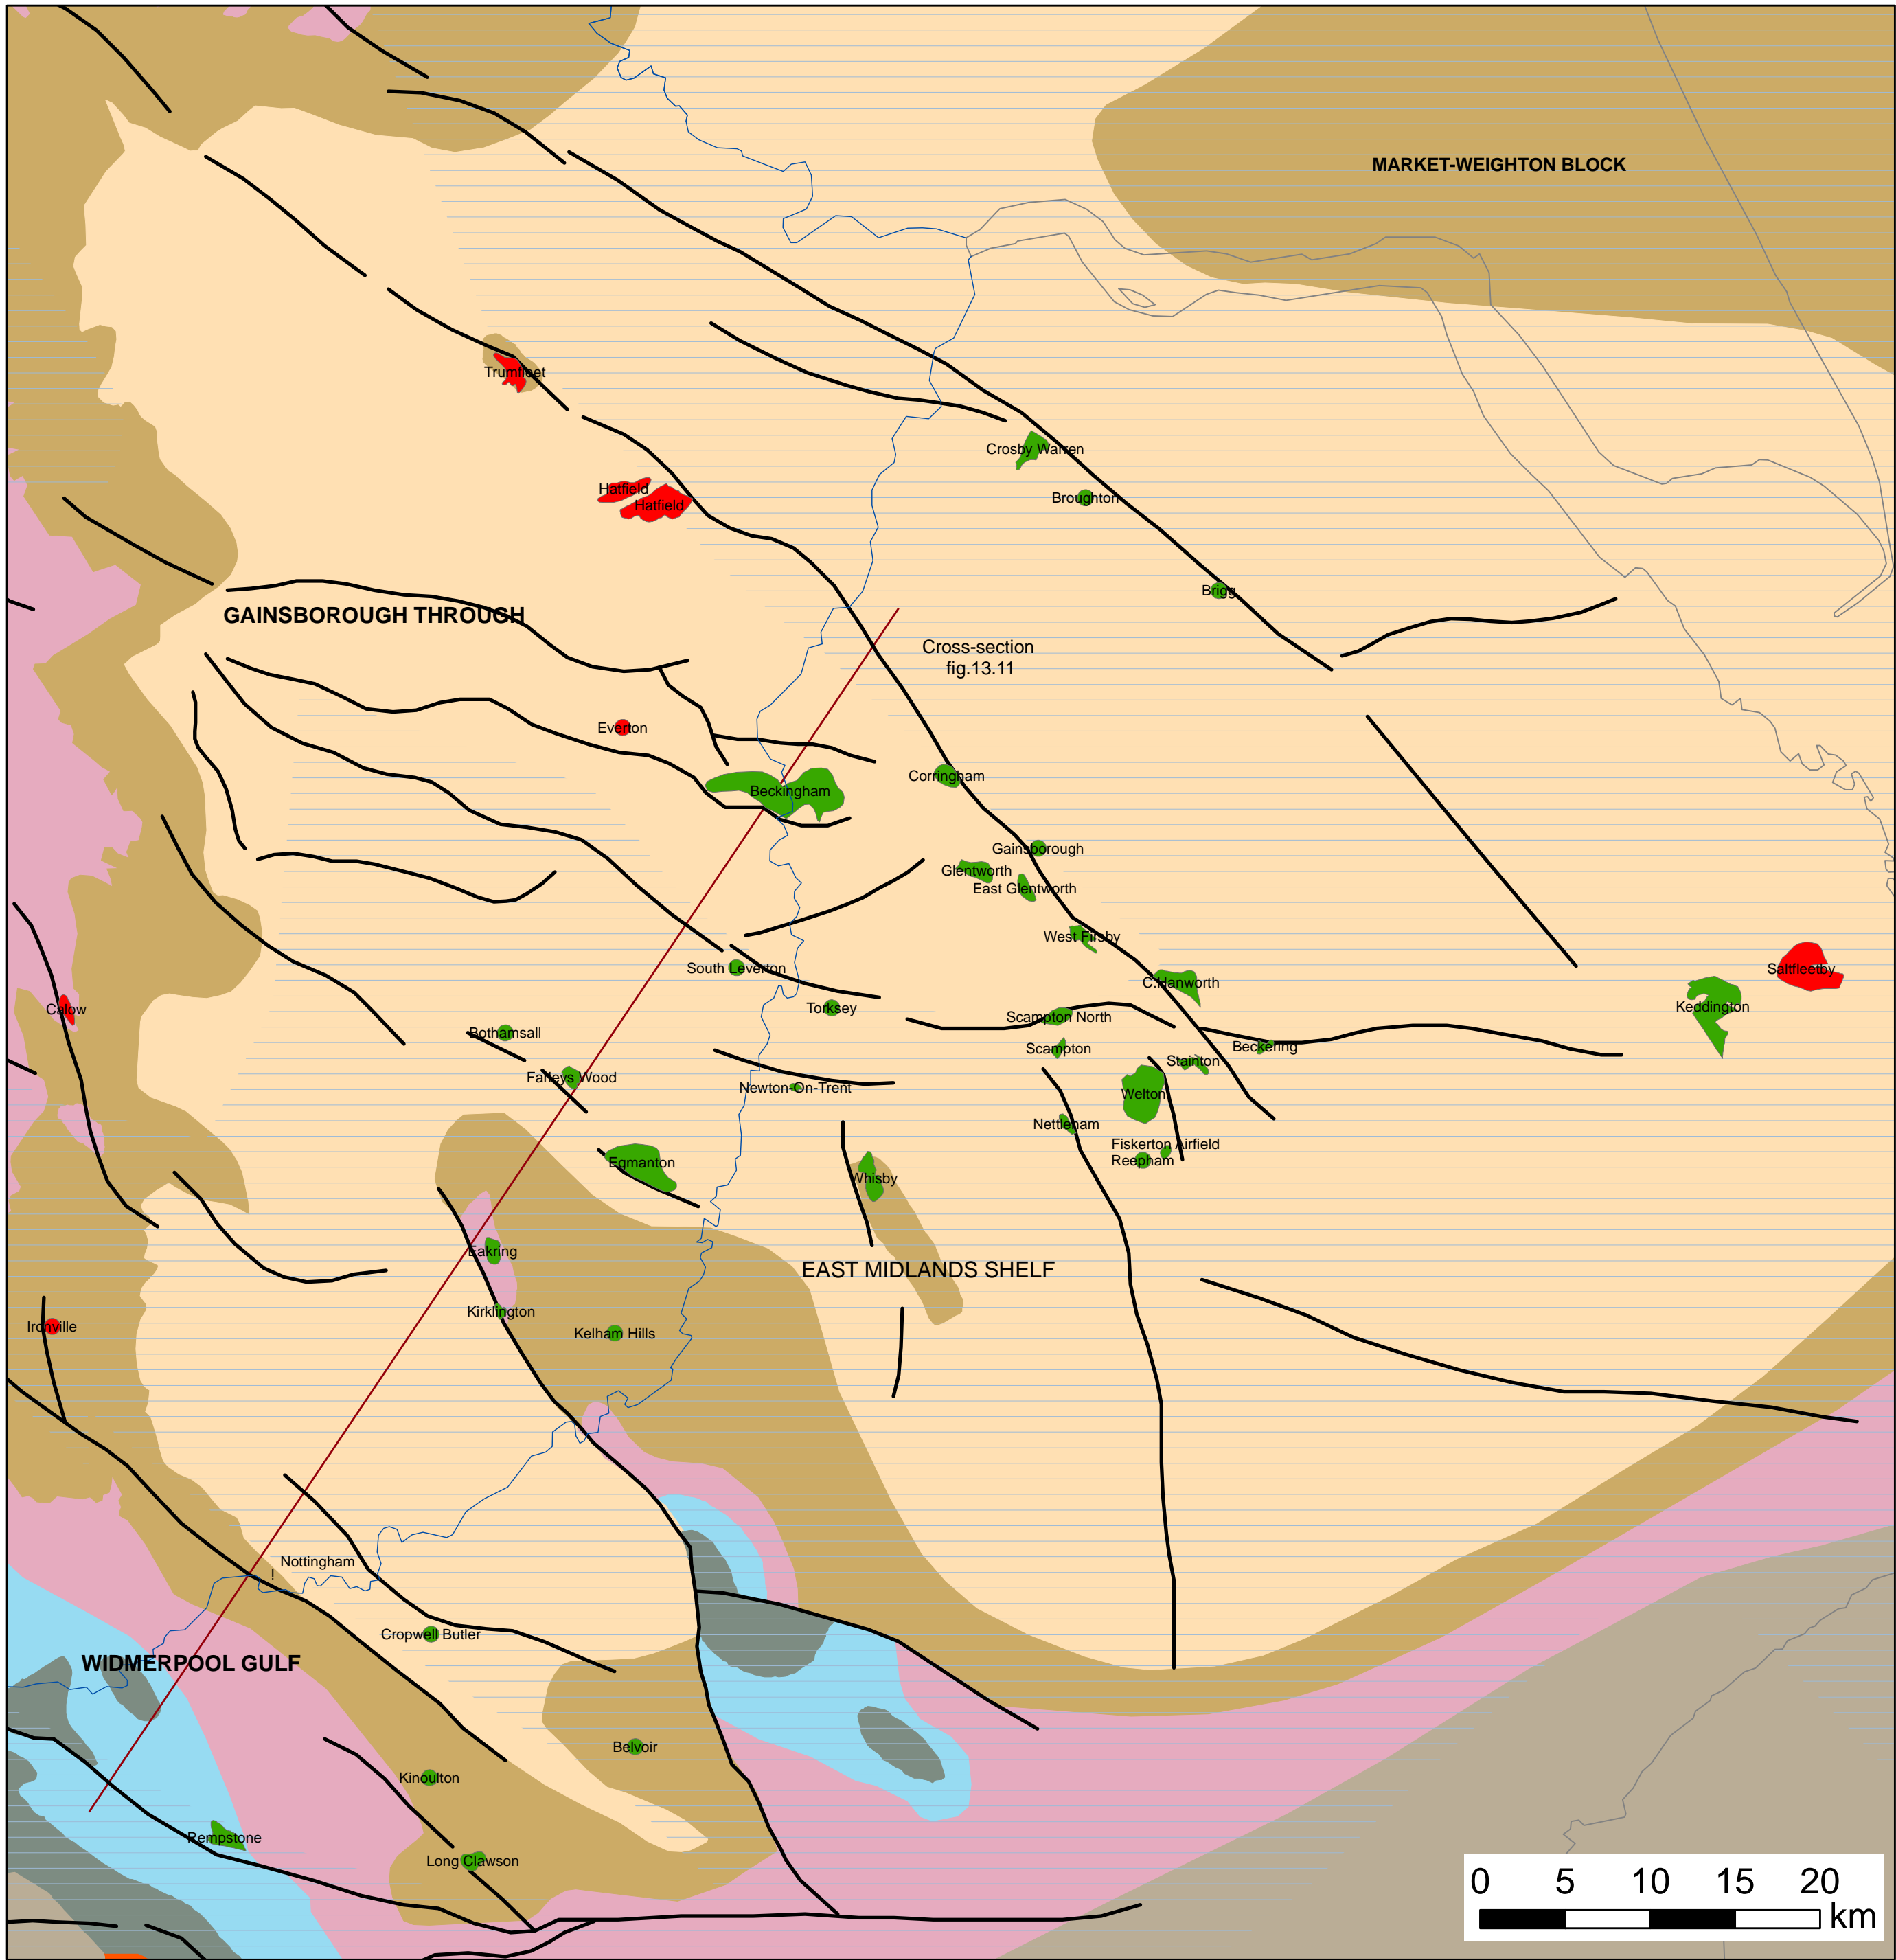 MARKET-WEIGHTON BLOCK
Trumfleet
Crosby Warren
Hatfield
Broughton
Hatfield
Brigg
GAINSBOROUGH THROUGH
Cross-section
fig.13.11
Everton
Corringham
Beckingham
Gainsborough
Glentworth
East Glentworth
West Firsby
South Leverton
Saltfleetby
C.Hanworth
Calow
Torksey
Keddington
Scampton North
Bothamsall
Scampton
Beckering
Stainton
Farleys Wood
Newton-On-Trent
Welton
Nettleham
Fiskerton Airfield
Reepham
Egmanton
Whisby
Eakring
EAST MIDLANDS SHELF
Kirklington
Ironville
Kelham Hills
Nottingham
!
Cropwell Butler
WIDMERPOOL GULF
Belvoir
Kinoulton
Rempstone
Long Clawson
0 5 10 15 20
km